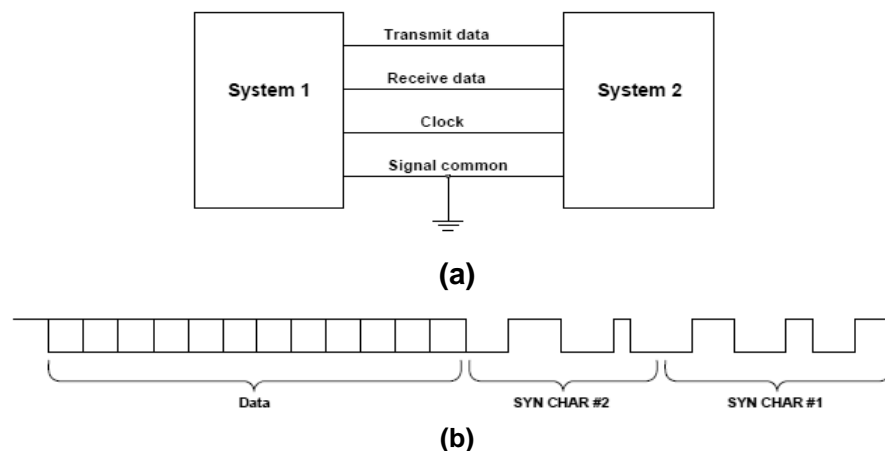 Transmit data
System 1
Receive data
System 2
Clock
Signal common
(a)
Data
SYN CHAR #2
SYN CHAR #1
(b)